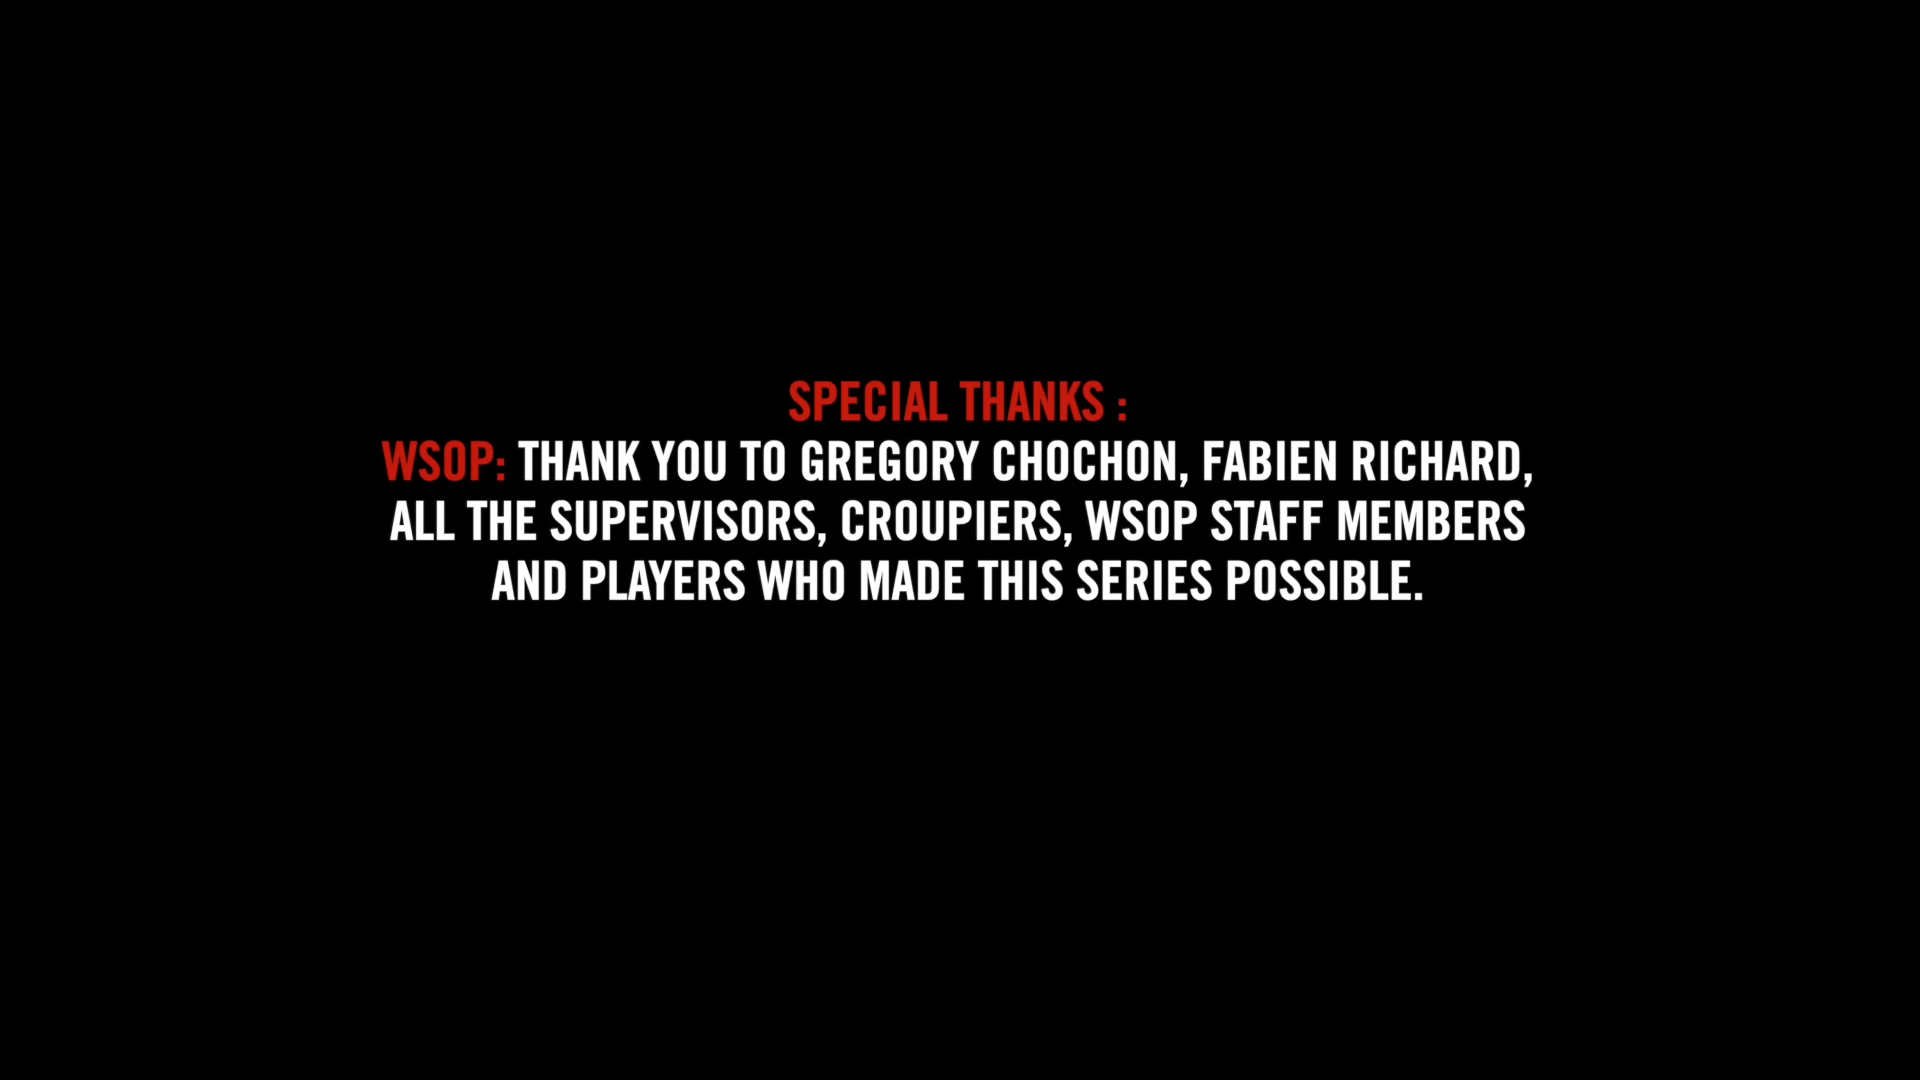 SPECIAL THANKS :
WSOP: THANK YOU TO GREGORY CHOCHON, FABIEN RICHARD,
ALL THE SUPERVISORS, CROUPIERS, WSOP STAFF MEMBERS
AND PLAYERS WHO MADE THIS SERIES POSSIBLE.